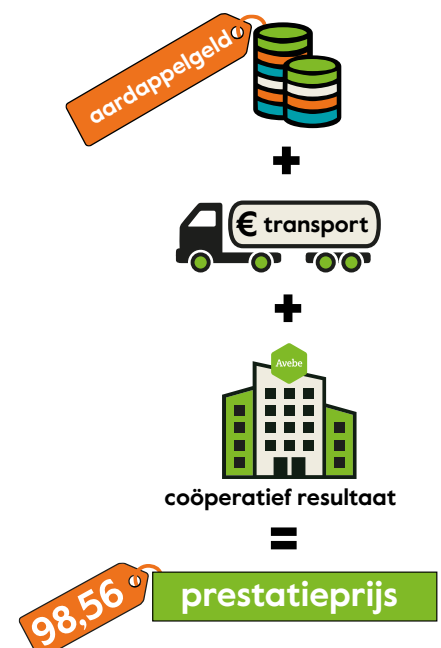 aardappelgeld
+
€ transport
+
Avebe
coöperatief resultaat
=
98,56
prestatieprijs